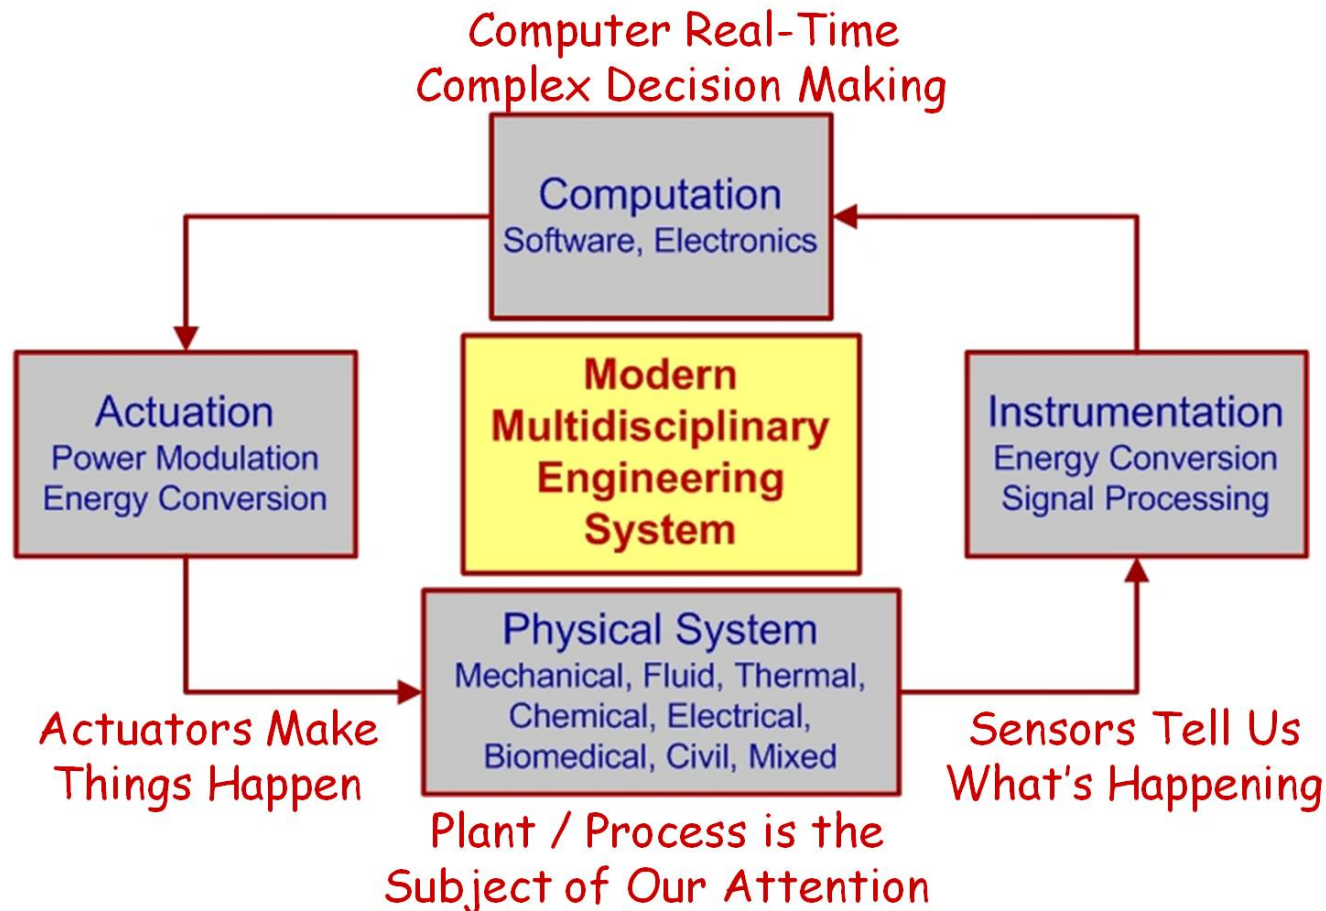 Computer Real-Time
Complex Decision Making
Computation
Software, Electronics
Actuation
Power Modulation
Energy Conversion
Modern
Multidisciplinary
Engineering
System
Instrumentation
Energy Conversion
Signal Processing
Physical System
Mechanical, Fluid, Thermal,
Chemical, Electrical,
Biomedical, Civil, Mixed
Actuators Make
Things Happen
Sensors Tell Us
What's Happening
Plant / Process is the
Subject of Our Attention